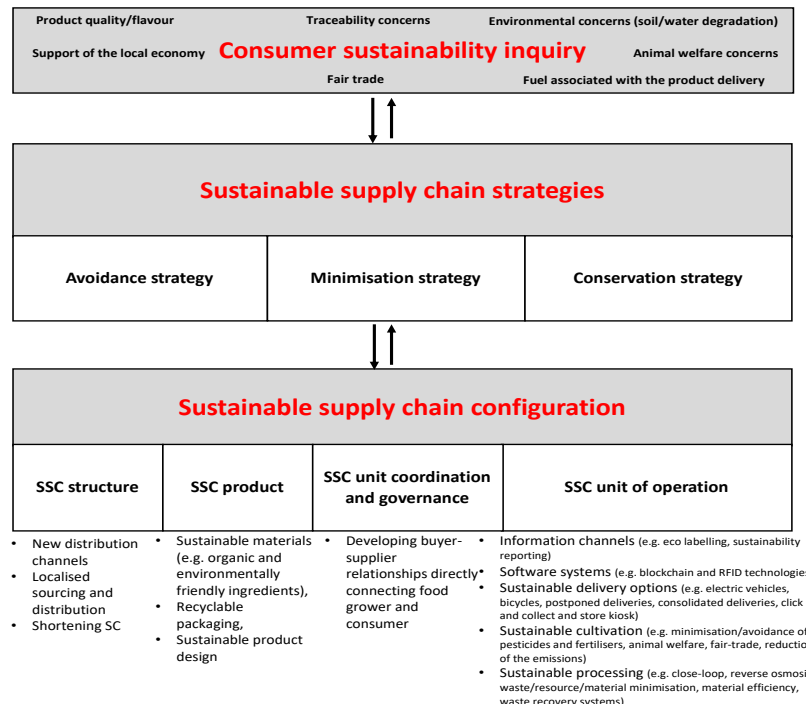 Product quality/flavour Traceability concerns Environmental concerns (soil/water degradation)
Support of the local economy Consumer sustainability inquiry Animal welfare concerns
Fair trade Fuel associated with the product delivery
Sustainable supply chain strategies
Avoidance strategy Minimisation strategy Conservation strategy
Sustainable supply chain configuration
SSC structure
SSC product
SSC unit coordination
and governance
SSC unit of operation
• New distribution
channels
• Localised
sourcing and
distribution
• Shortening SC
• Sustainable materials
(e.g. organic and
environmentally
friendly ingredients),
• Recyclable
packaging,
• Sustainable product
design
• Developing buyer-
supplier
relationships directly
connecting food
grower and
consumer
• Information channels (e.g. eco labelling, sustainability
reporting)
• Software systems (e.g. blockchain and RFID technologies
• Sustainable delivery options (e.g. electric vehicles,
bicycles, postponed deliveries, consolidated deliveries, click
and collect and store kiosk)
• Sustainable cultivation (e.g. minimisation/avoidance of
pesticides and fertilisers, animal welfare, fair-trade, reduction
of the emissions)
• Sustainable processing (e.g. close-loop, reverse osmosi
waste/resource/material minimisation, material efficiency,
waste recovery systems)